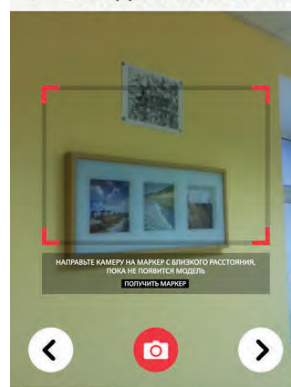 НАПРАВЬТЕ КАМЕРУ НА МАРКЕР С БЛИЗКОГО РАССТОЯНИЯ,
ПОКА НЕ ПОЯВИТСЯ МОДЕЛЬ
ПОЛУЧИТЬ МАРКЕР